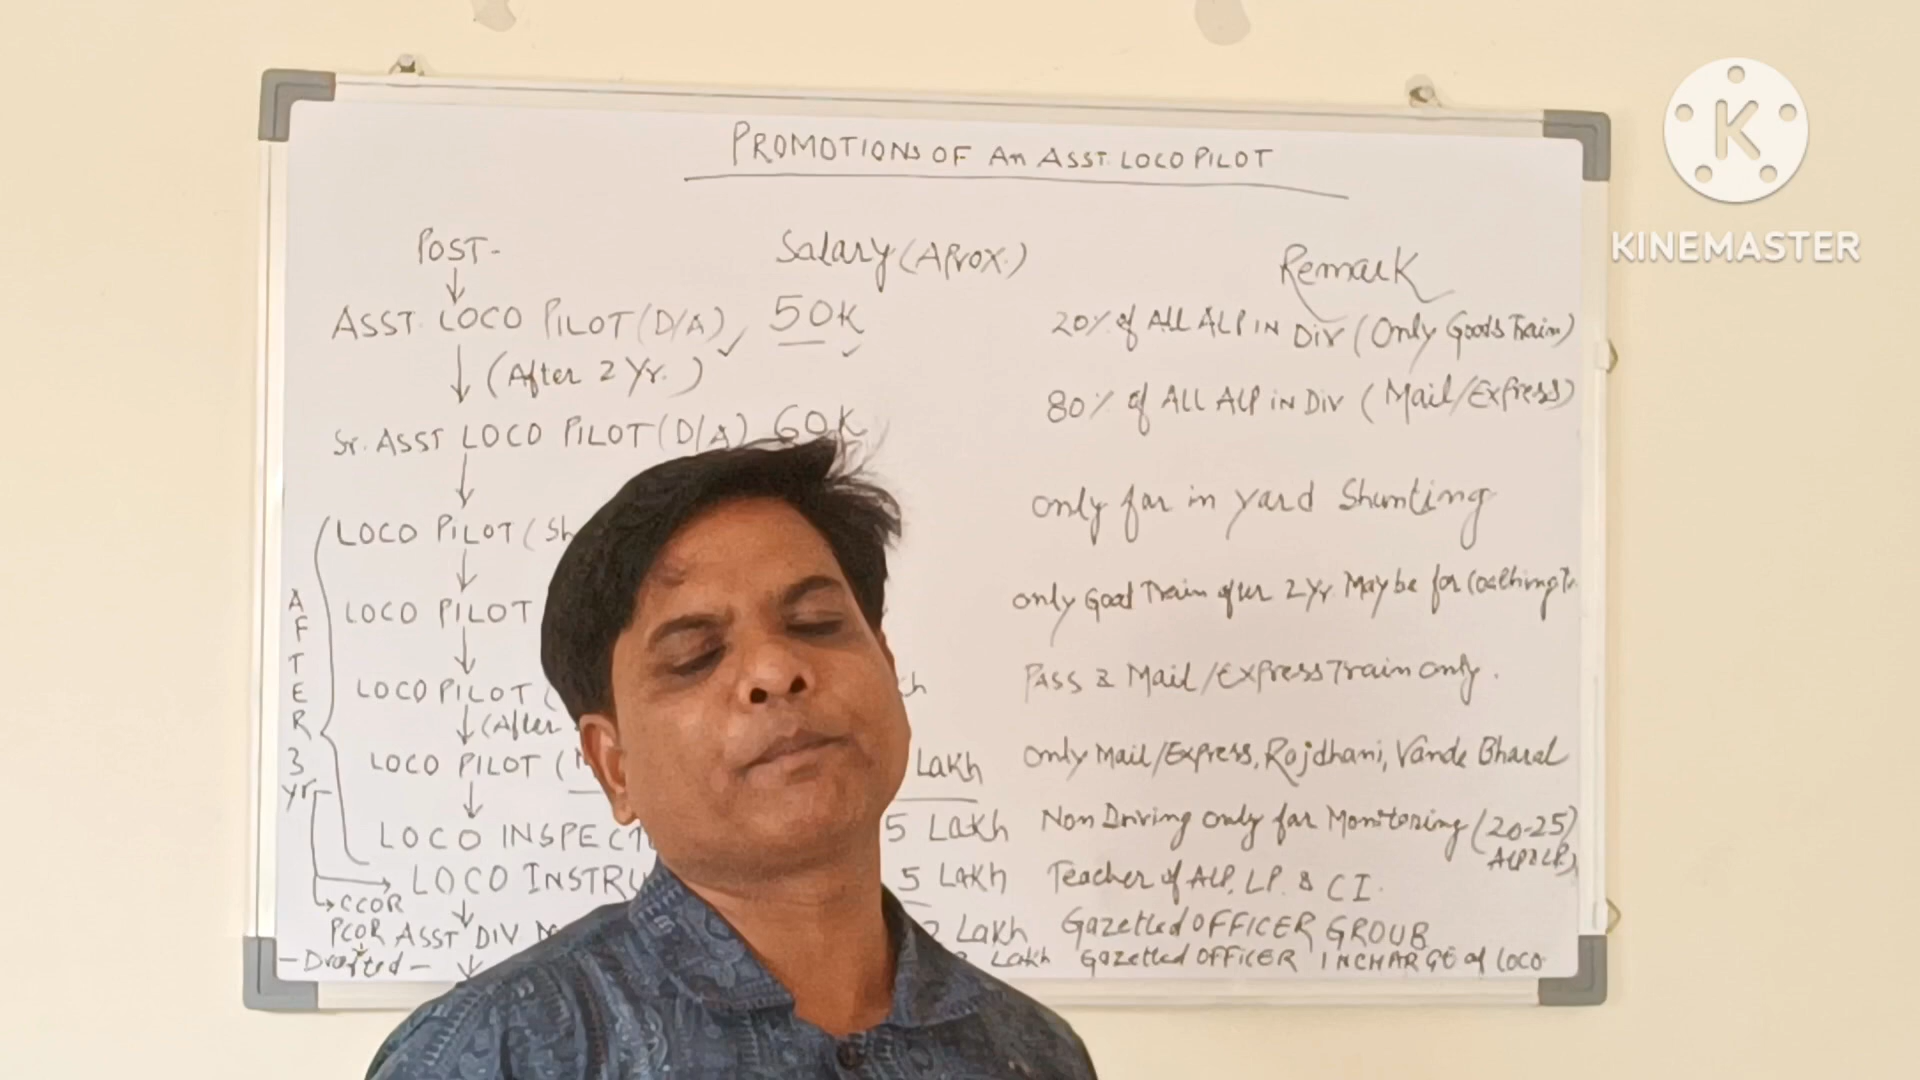 PROMOTIONS OF An ASST. LOCO PILOT
K
KINEMASTER
POST- Salary (AProx.) Remark
ASST. LOCO PILOT (D/A) 50K 20% of ALL ALP IN DIV (Only Goods Train)
(After 2 Yr.)
Sr. ASST LOCO PILOT (D/A) 60K 80% of ALL ALP IN DIV (Mail/Express)
LOCO PILOT (Sh only for in yard Shunting
LOCO PILOT only Good Train after 2 Yr May be for
LOCO PILOT ( PASS & Mail/Express Train only.
(After
LOCO PILOT ( Lakh Only Mail/Express, Rajdhani, Vande Bharat
LOCO INSPECT 5 Lakh Non Driving only for Monitoring (20-25)
ALP & LP)
LOCO INSTRU 5 Lakh Teacher of ALP, LP. & CI.
AFTER 3 yr
CCOR
PCOR ASST DIV Lakh Gazetted OFFICER GROUB
- Drafted - Lakh Gazetted OFFICER INCHARGE of LOCO